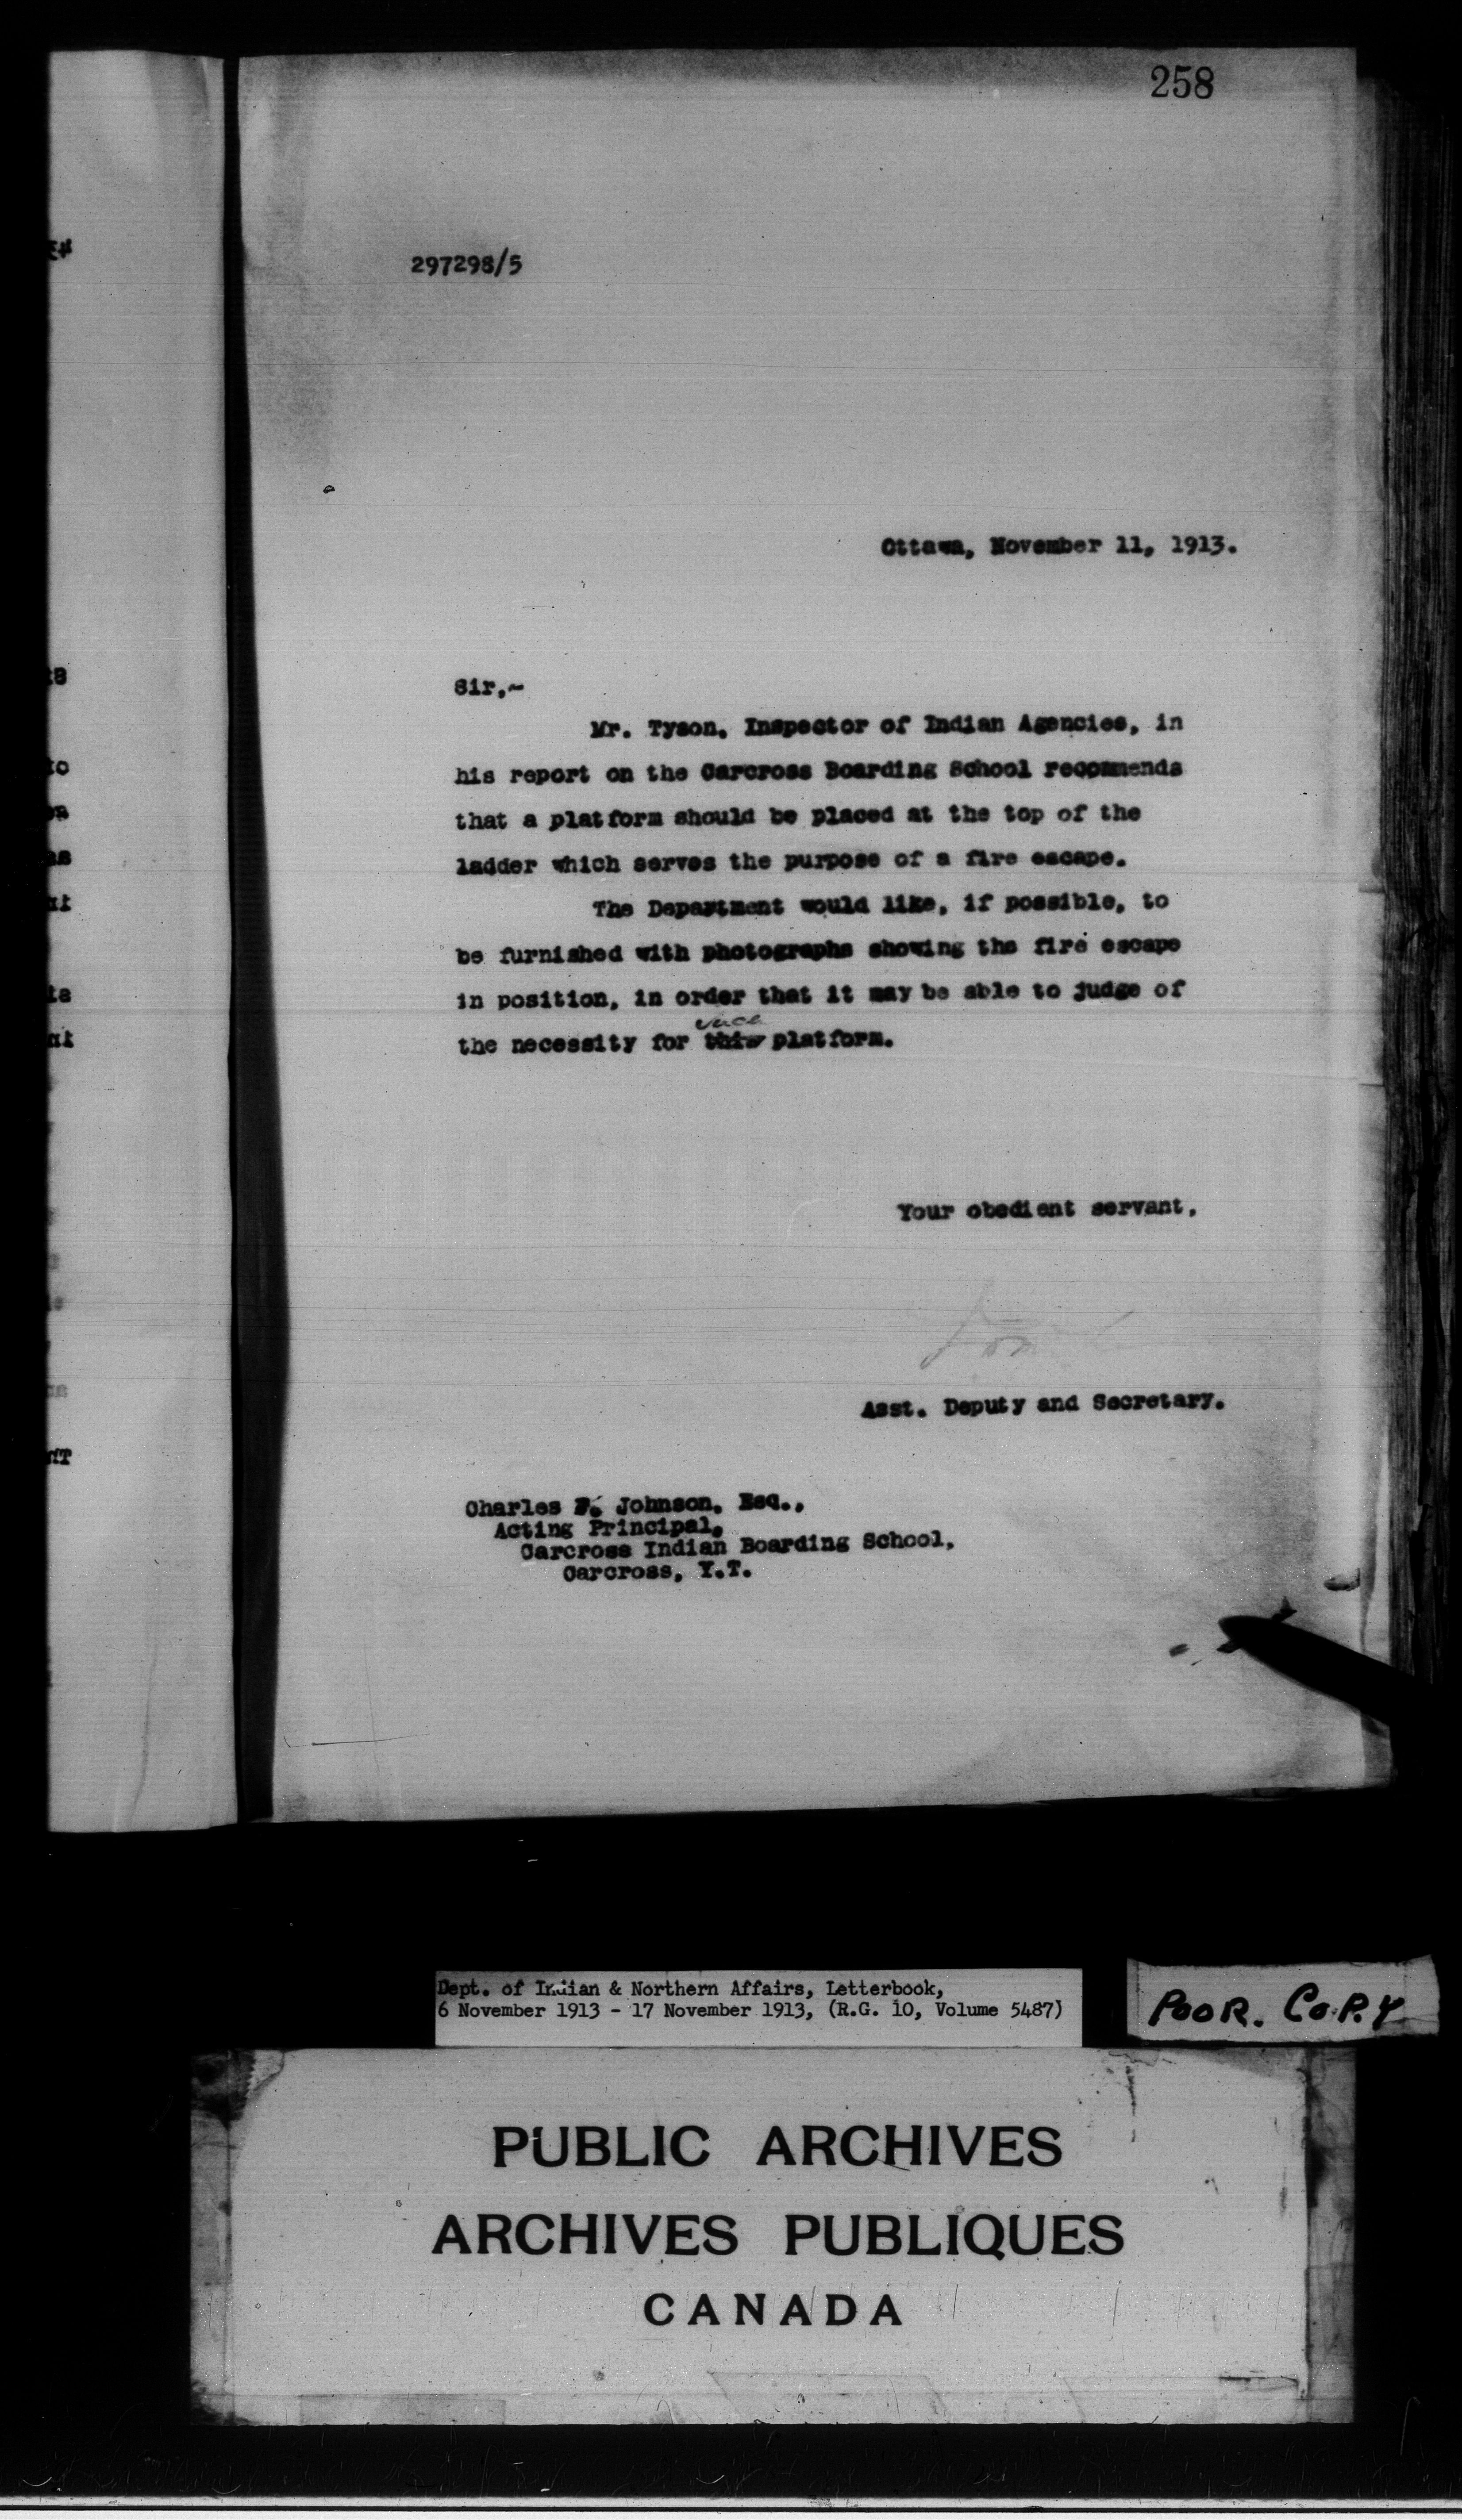 258
297298/5
Ottawa, November 11, 1913.
Sir,-
Mr. Tyson, Inspector of Indian Agencies, in
his report on the Carcross Boarding School recommends
that a platform should be placed at the top of the
ladder which serves the purpose of a fire escape.
The Department would like, if possible, to
be furnished with photographs showing the fire escape
in position, in order that it may be able to judge of
such
the necessity for this platform.
Your obedient servant,
Asst. Deputy and Secretary.
Charles F. Johnson, Esq.,
Acting Principal,
Carcross Indian Boarding School,
Carcross, Y.T.
Dept. of Indian & Northern Affairs, Letterbook,
6 November 1913 - 17 November 1913, (R.G. 10, Volume 5487)
POOR. COPY
PUBLIC ARCHIVES
ARCHIVES PUBLIQUES
CANADA